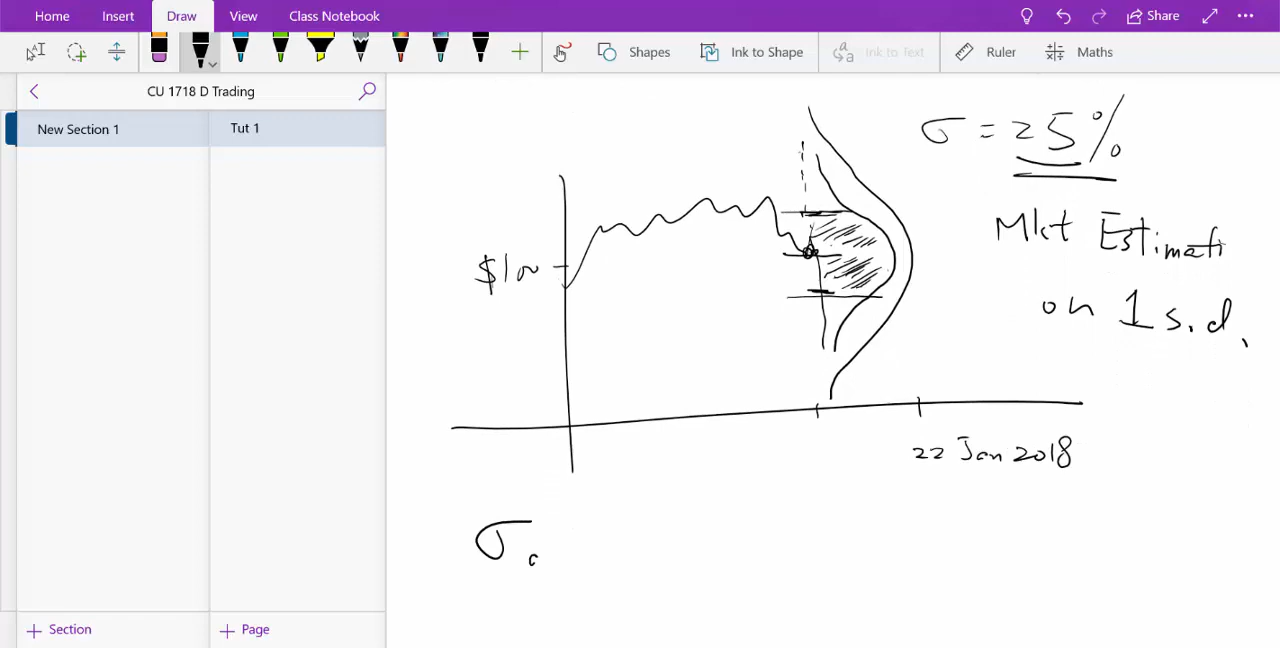 Home Insert Draw View Class Notebook Share
Shapes Ink to Shape Ink to Text Ruler Maths
CU 1718 D Trading
New Section 1 Tut 1
σ = 25%
Mkt Estimati
on 1 s.d.
$100
22 Jan 2018
σ
+ Section + Page